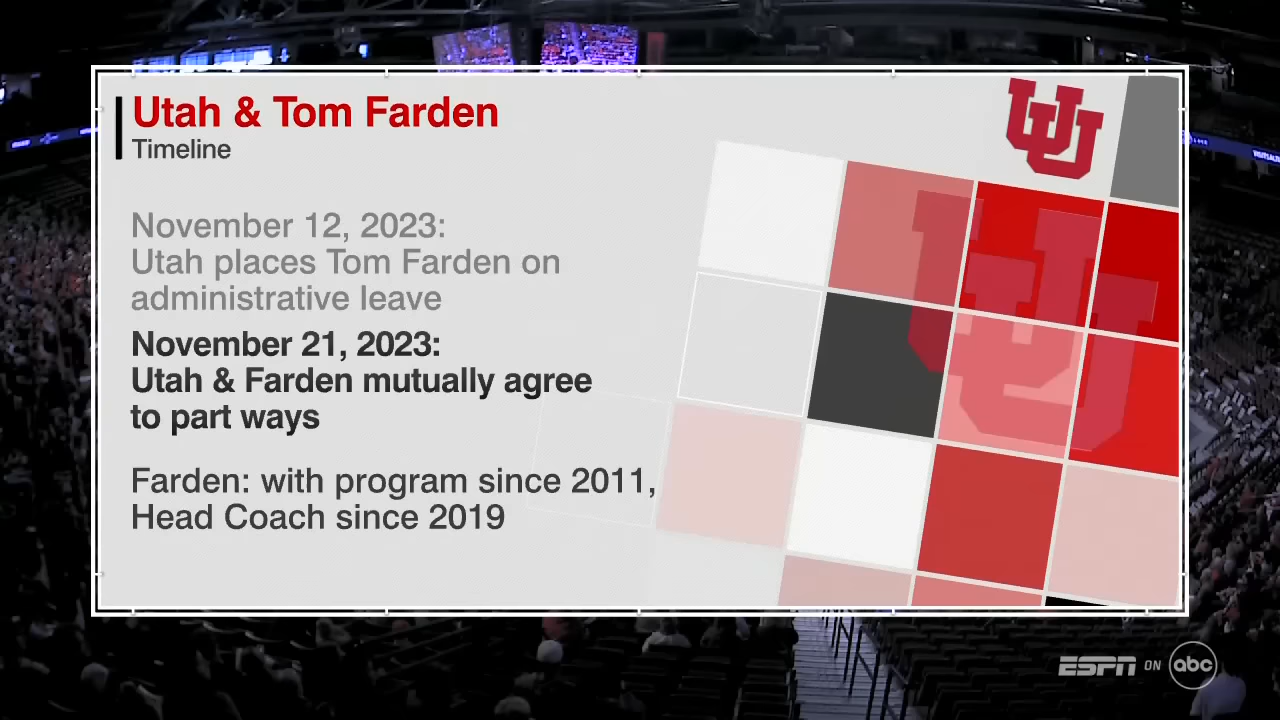 Utah & Tom Farden
Timeline
November 12, 2023:
Utah places Tom Farden on
administrative leave
November 21, 2023:
Utah & Farden mutually agree
to part ways
Farden: with program since 2011,
Head Coach since 2019
ESPN ON abc